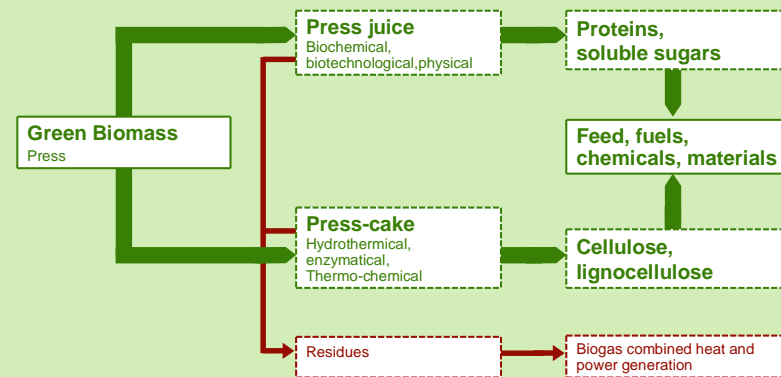 Press juice
Biochemical,
biotechnological,physical
Proteins,
soluble sugars
Green Biomass
Press
Feed, fuels,
chemicals, materials
Press-cake
Hydrothermical,
enzymatical,
Thermo-chemical
Cellulose,
lignocellulose
Residues
Biogas combined heat and
power generation